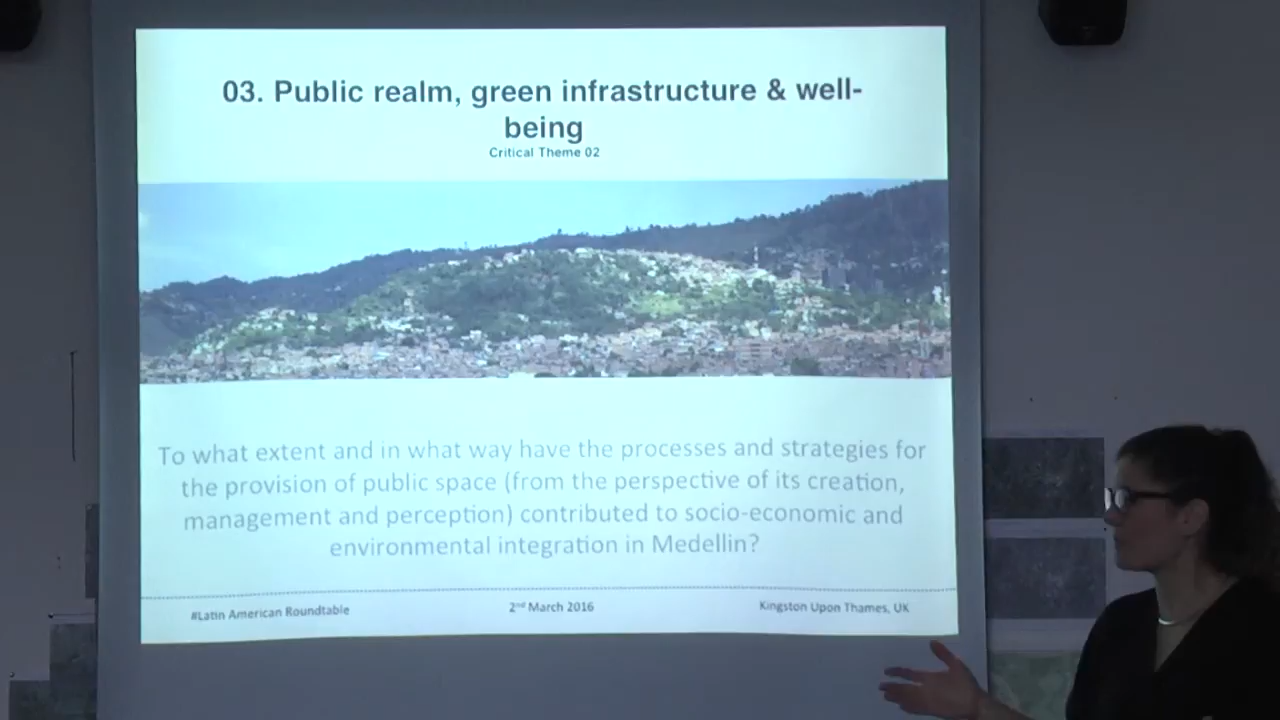 03. Public realm, green infrastructure & well-
being
Critical Theme 02
To what extent and in what way have the processes and strategies for
the provision of public space (from the perspective of its creation,
management and perception) contributed to socio-economic and
environmental integration in Medellin?
#Latin American Roundtable
2nd March 2016
Kingston Upon Thames, UK